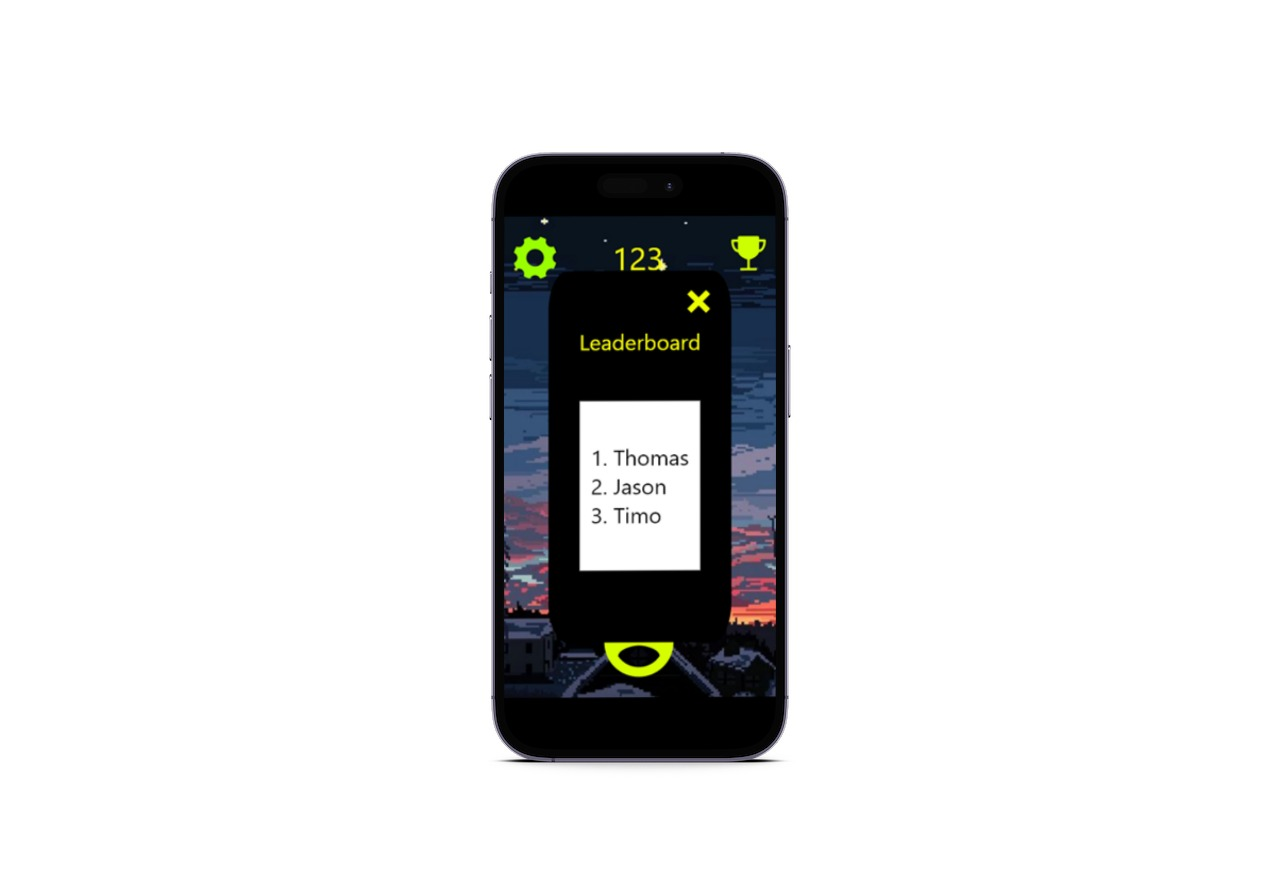 123
Leaderboard
1. Thomas
2. Jason
3. Timo